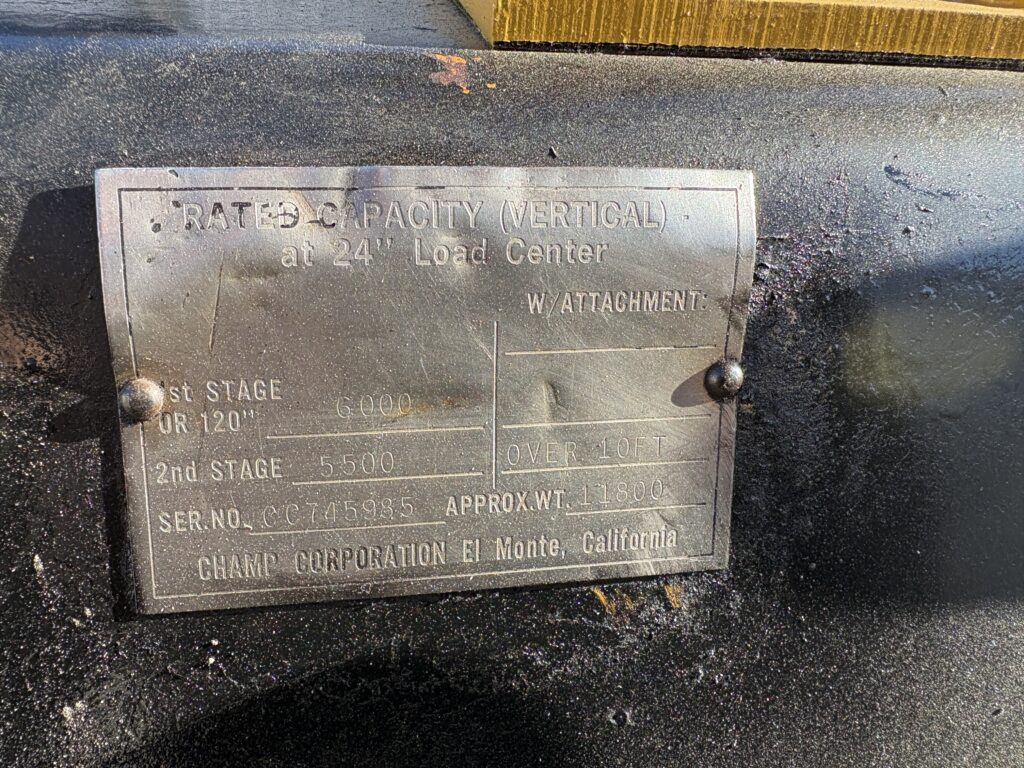 RATED CAPACITY (VERTICAL)
at 24" Load Center
W/ATTACHMENT:
1st STAGE
OR 120" 6000
2nd STAGE 5500 OVER 10FT
SER.NO. CC745985 APPROX.WT. 11800
CHAMP CORPORATION El Monte, California